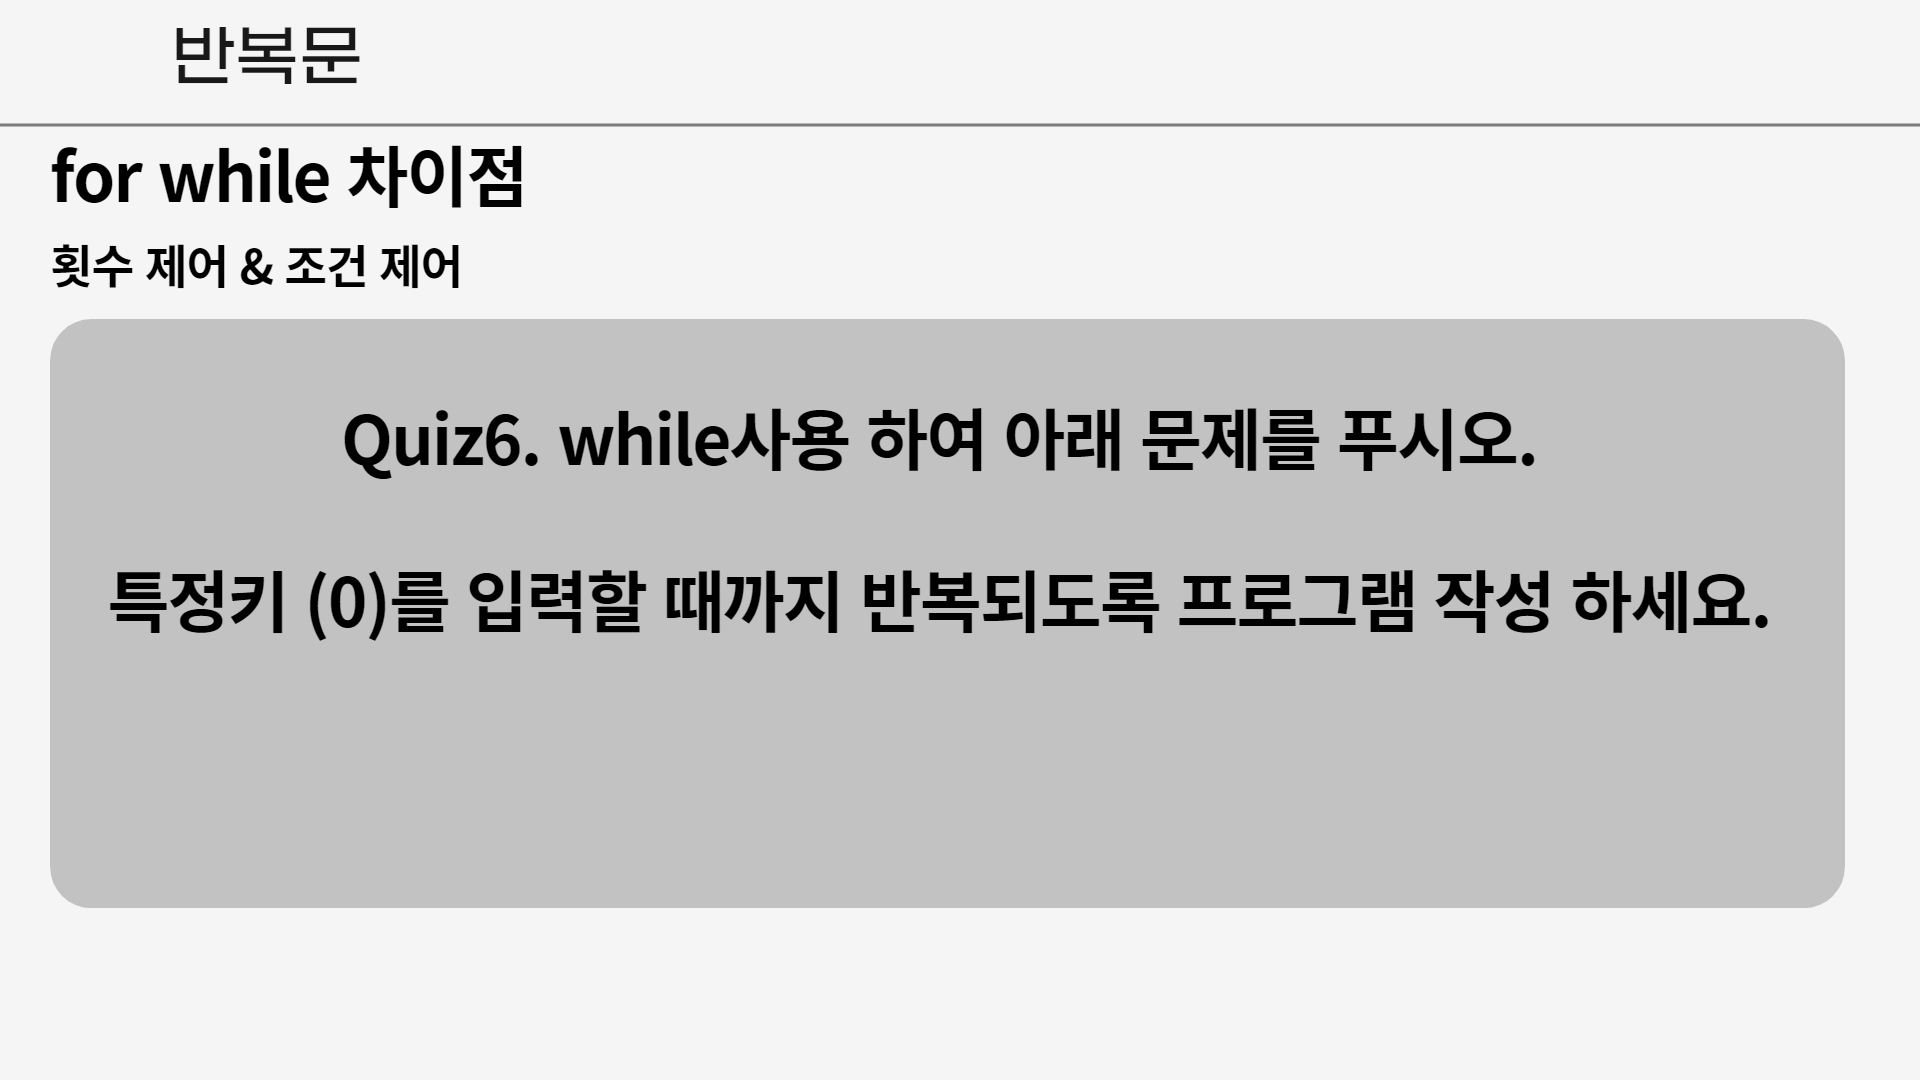 반복문
for while 차이점
횟수 제어 & 조건 제어
Quiz6. while사용 하여 아래 문제를 푸시오.
특정키 (0)를 입력할 때까지 반복되도록 프로그램 작성 하세요.